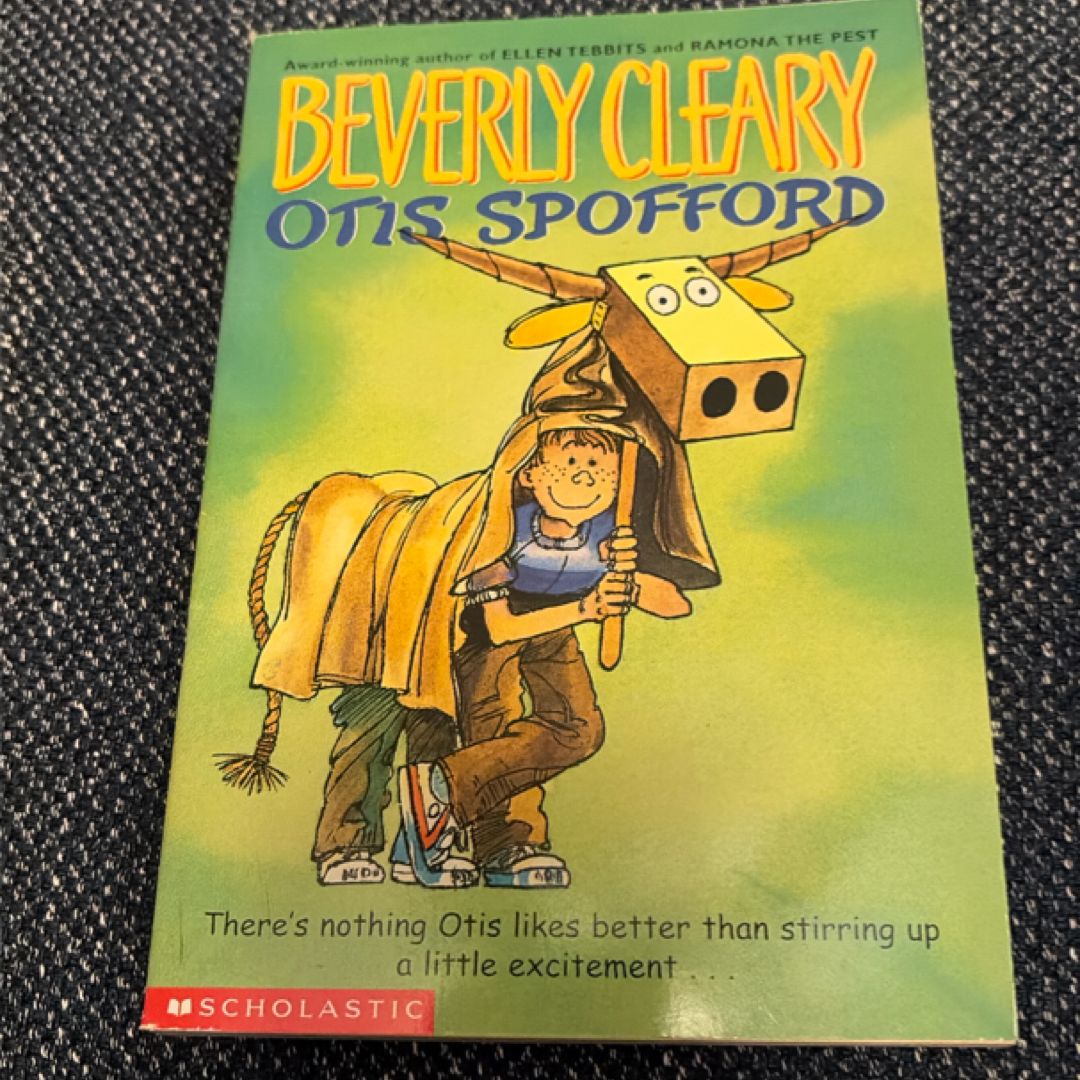 Award-winning author of ELLEN TEBBITS and RAMONA THE PEST
BEVERLY CLEARY
OTIS SPOFFORD
There's nothing Otis likes better than stirring up
a little excitement . . .
SCHOLASTIC